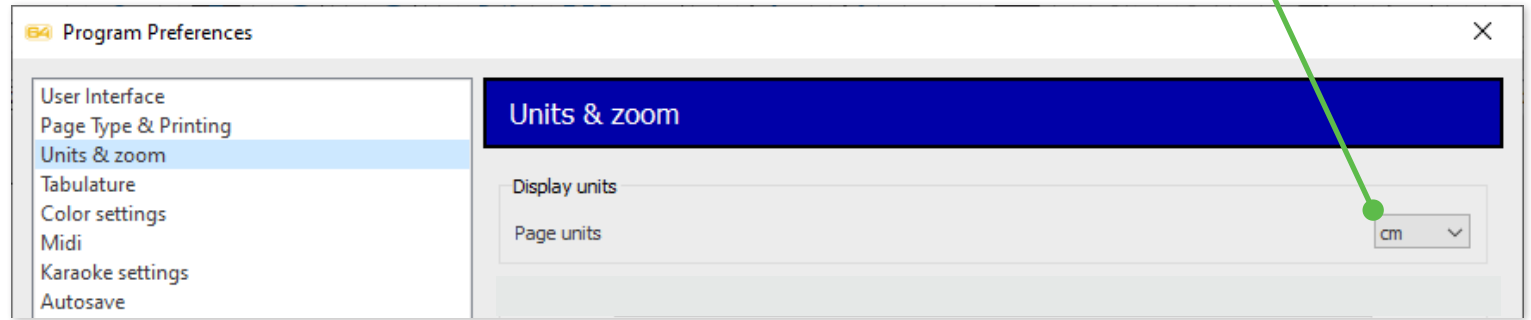 64 Program Preferences
User Interface
Page Type & Printing
Units & zoom
Tabulature
Color settings
Midi
Karaoke settings
Autosave
Units & zoom
Display units
Page units
cm